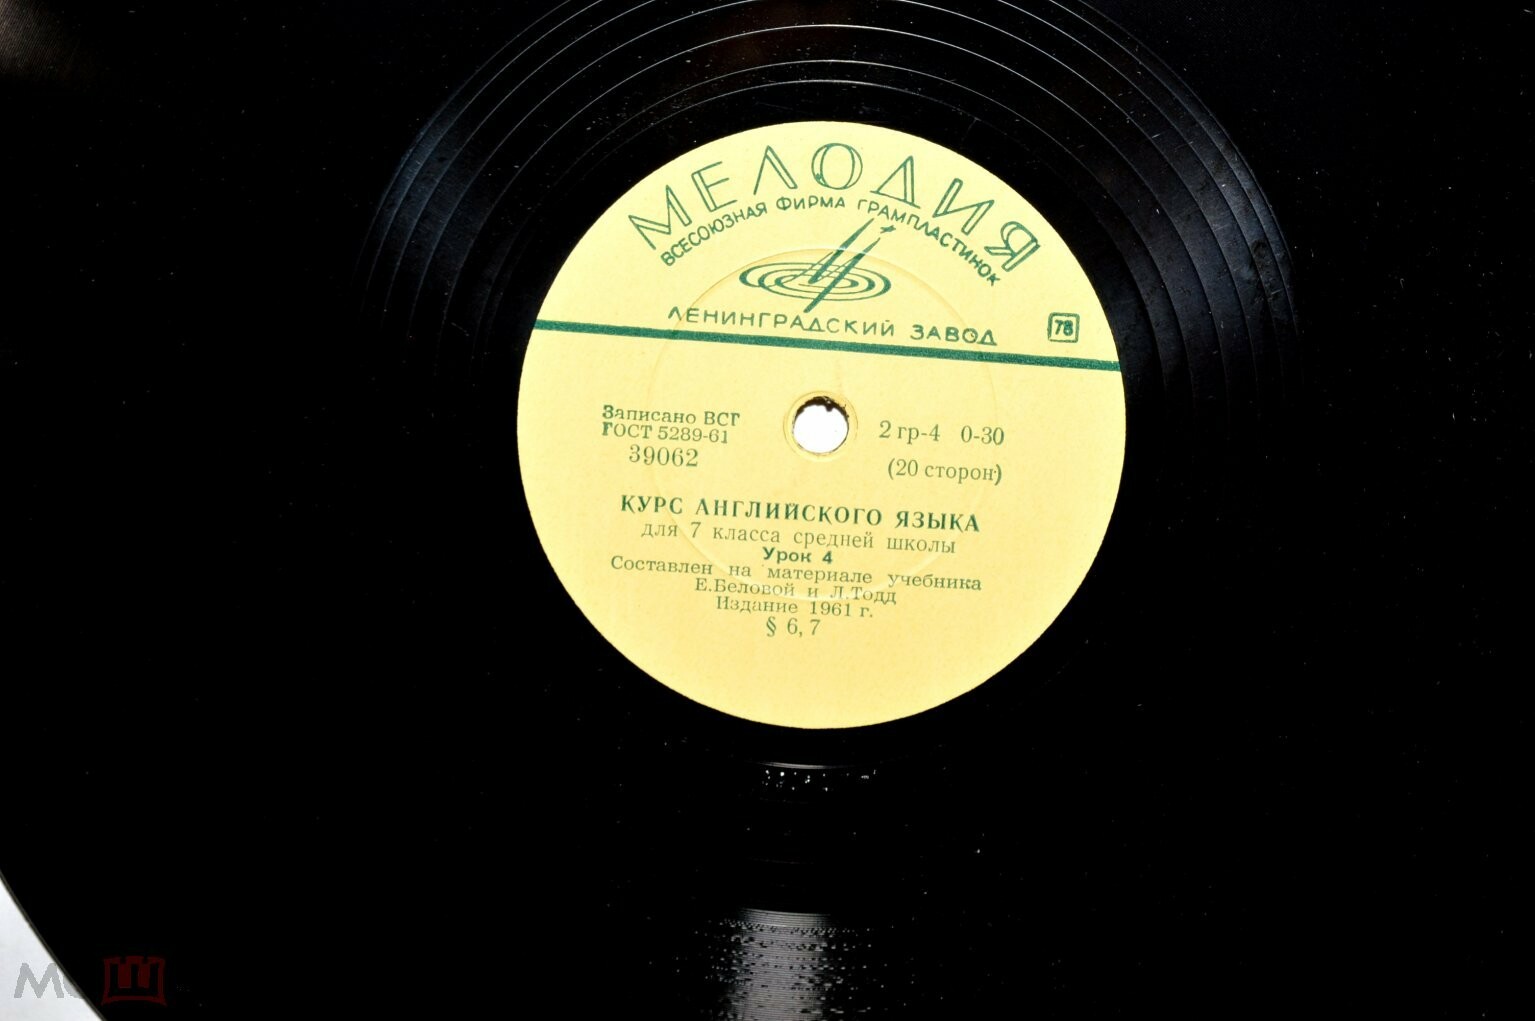 МЕЛОДИЯ
ВСЕСОЮЗНАЯ ФИРМА ГРАМПЛАСТИНОК
ЛЕНИНГРАДСКИЙ ЗАВОД
78
Записано ВСГ
ГОСТ 5289-61
39062
2 гр-4 0-30
(20 сторон)
КУРС АНГЛИЙСКОГО ЯЗЫКА
для 7 класса средней школы
Урок 4
Составлен на материале учебника
Е.Беловой и Л.Тодд
Издание 1961 г.
§ 6, 7